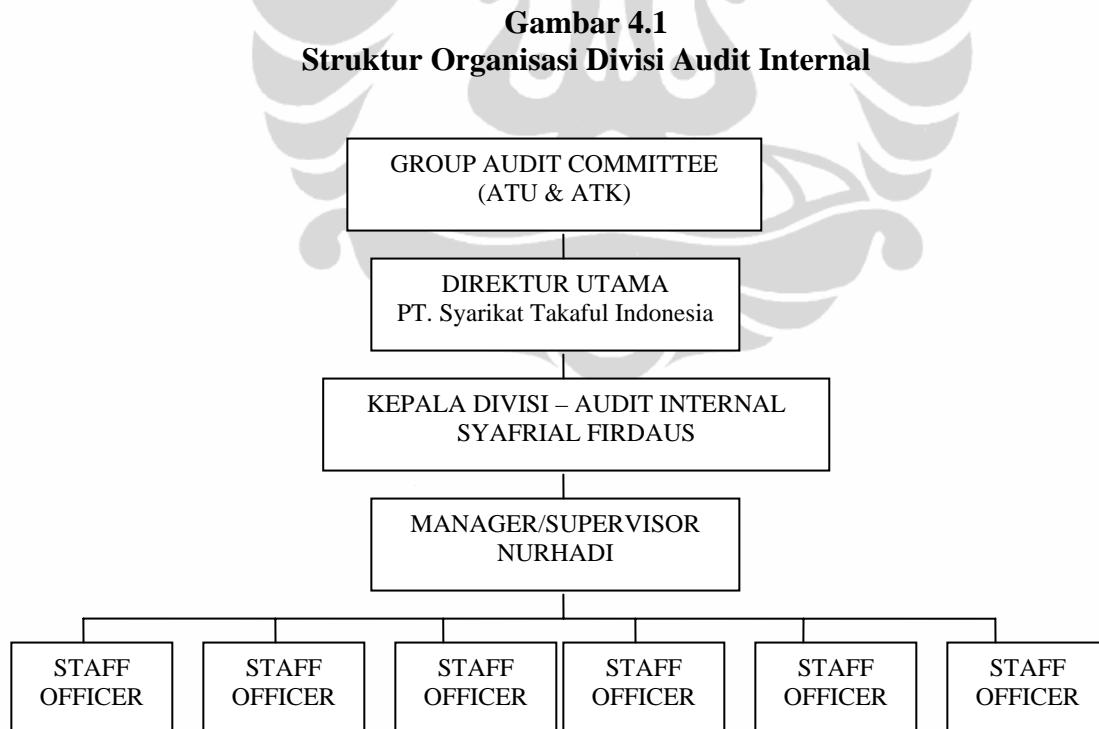 Gambar 4.1
Struktur Organisasi Divisi Audit Internal
GROUP AUDIT COMMITTEE
(ATU & ATK)
DIREKTUR UTAMA
PT. Syarikat Takaful Indonesia
KEPALA DIVISI – AUDIT INTERNAL
SYAFRIAL FIRDAUS
MANAGER/SUPERVISOR
NURHADI
STAFF
OFFICER
STAFF
OFFICER
STAFF
OFFICER
STAFF
OFFICER
STAFF
OFFICER
STAFF
OFFICER